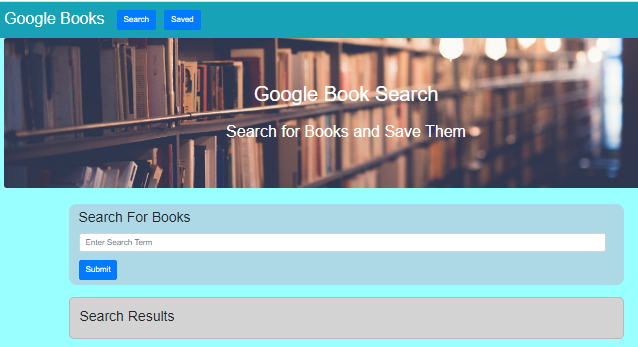 Google Books Search Saved
Google Book Search
Search for Books and Save Them
Search For Books
Enter Search Term
Submit
Search Results